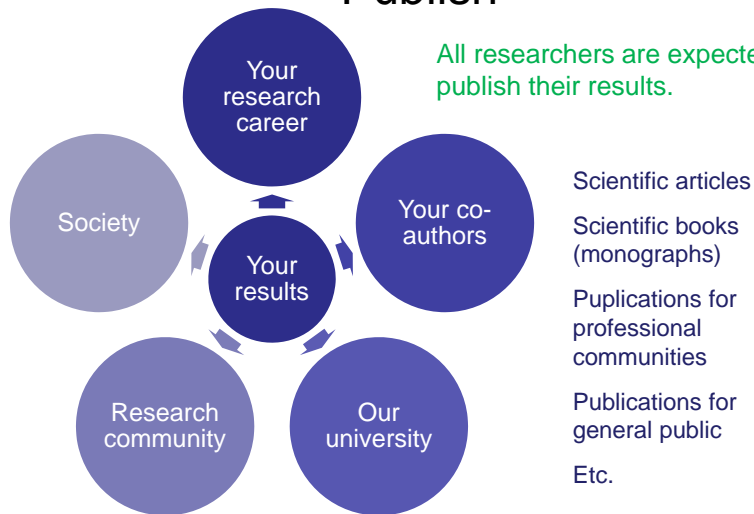 Publish
All researchers are expecte
publish their results.
Your
research
career
Society
Your co-
authors
Your
results
Research
community
Our
university
Scientific articles
Scientific books
(monographs)
Puplications for
professional
communities
Publications for
general public
Etc.